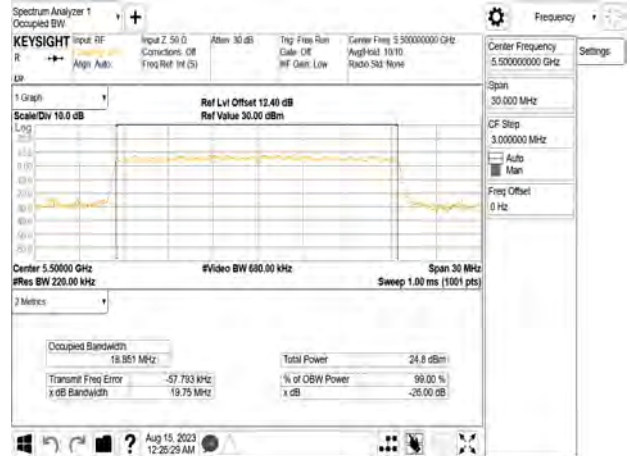 Spectrum Analyzer 1
Occupied BW
Frequency
KEYSIGHT
Input: RF
Input Z: 50 Ω
Atten: 30 dB
Trig: Free Run
Center Freq: 5.500000000 GHz
Corrections: Off
Gate: Off
Avg|Hold: 10/10
R
Align: Auto
Freq Ref: Int (S)
#IF Gain: Low
Radio Std: None
Center Frequency
5.500000000 GHz
Settings
Span
30.000 MHz
CF Step
3.000000 MHz
Auto
Man
Freq Offset
0 Hz
1 Graph
Ref Lvl Offset 12.40 dB
Scale/Div 10.0 dB
Ref Value 30.00 dBm
Log
Center 5.50000 GHz
#Video BW 680.00 kHz
Span 30 MHz
#Res BW 220.00 kHz
Sweep 1.00 ms (1001 pts)
2 Metrics
Occupied Bandwidth
18.851 MHz
Total Power
24.8 dBm
Transmit Freq Error
-57.793 kHz
% of OBW Power
99.00 %
x dB Bandwidth
19.75 MHz
x dB
-26.00 dB
?
Aug 15, 2023
12:25:29 AM